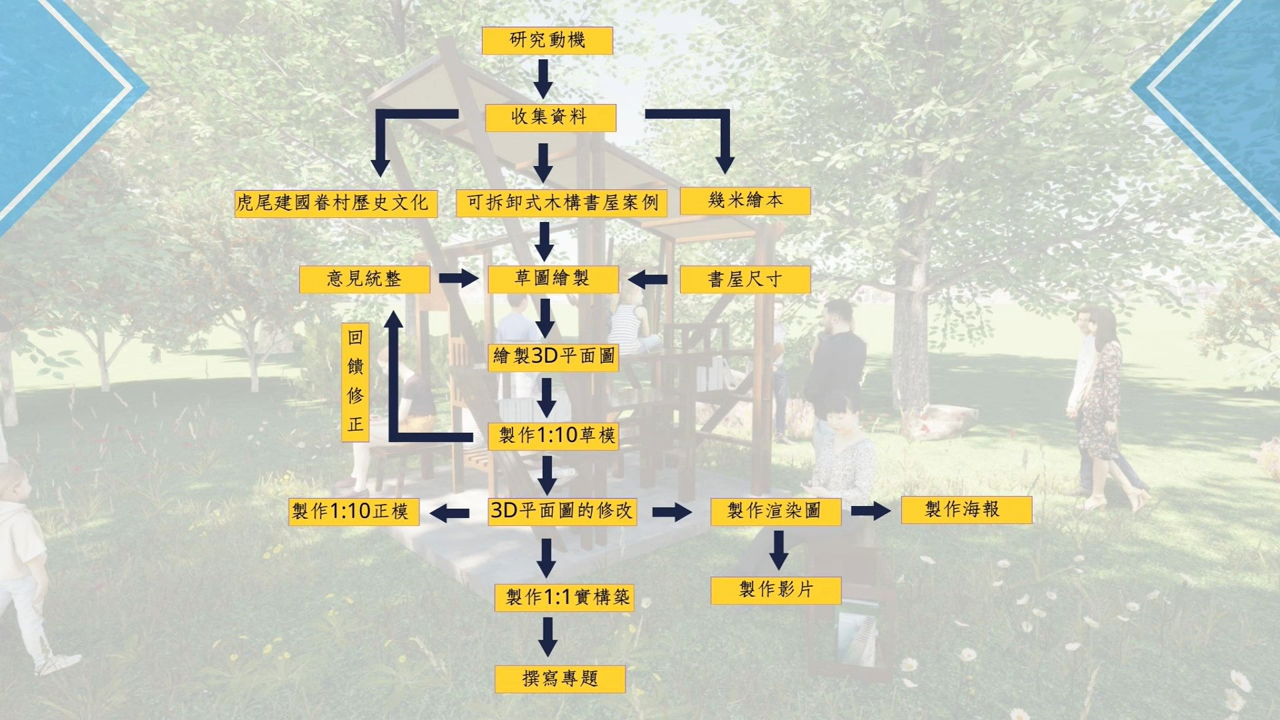 研究動機
收集資料
虎尾建國眷村歷史文化
可拆卸式木構書屋案例
幾米繪本
意見統整
草圖繪製
書屋尺寸
回饋修正
繪製3D平面圖
製作1:10草模
製作1:10正模
3D平面圖的修改
製作渲染圖
製作海報
製作1:1實構築
製作影片
撰寫專題